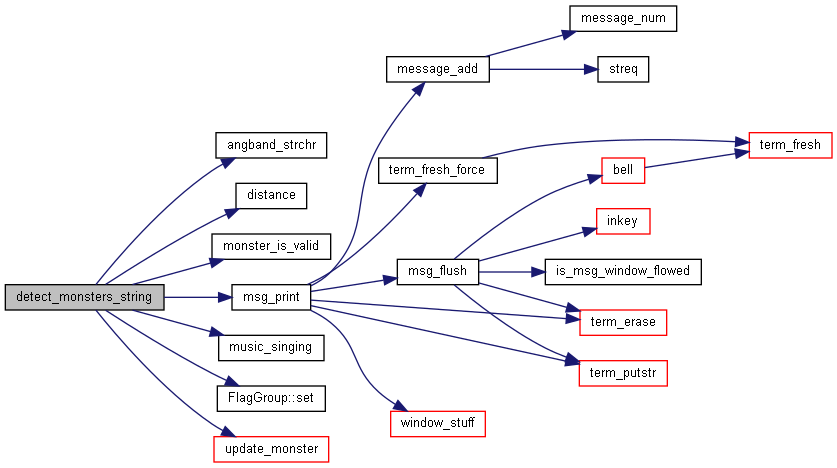 message_num
message_add
streq
angband_strchr
term_fresh
term_fresh_force
bell
distance
inkey
monster_is_valid
msg_flush
is_msg_window_flowed
detect_monsters_string
msg_print
term_erase
music_singing
term_putstr
FlagGroup::set
window_stuff
update_monster